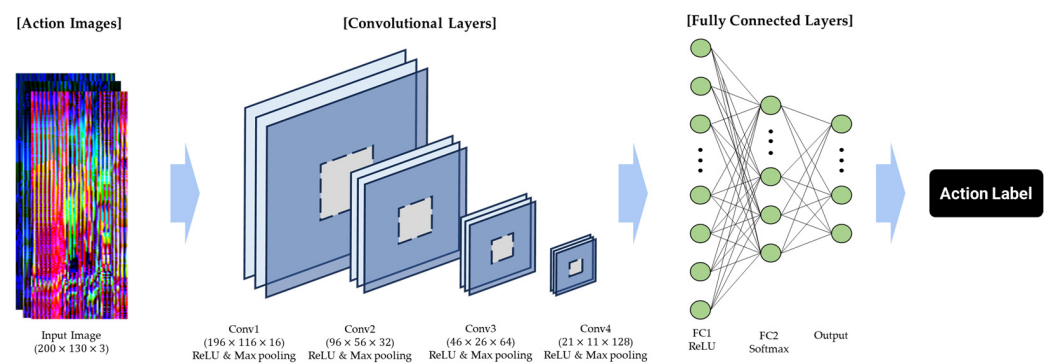 [Action Images]
[Convolutional Layers]
[Fully Connected Layers]
Action Label
Input Image
(200 × 130 × 3)
Conv1
(196 × 116 × 16)
ReLU & Max pooling
Conv2
(96 × 56 × 32)
ReLU & Max pooling
Conv3
(46 × 26 × 64)
ReLU & Max pooling
Conv4
(21 × 11 × 128)
ReLU & Max pooling
FC1
ReLU
FC2
Softmax
Output